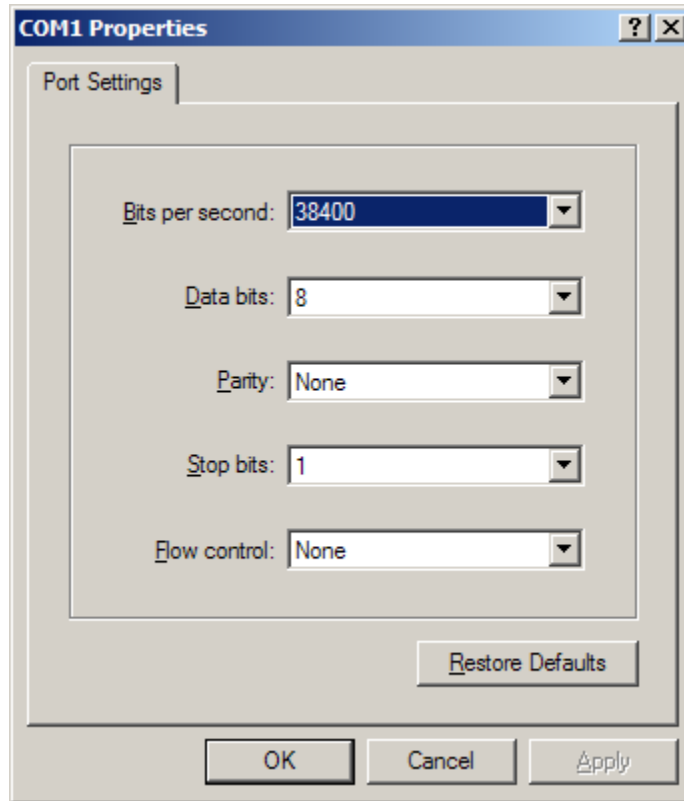 COM1 Properties
Port Settings
Bits per second: 38400
Data bits: 8
Parity: None
Stop bits: 1
Flow control: None
Restore Defaults
OK Cancel Apply